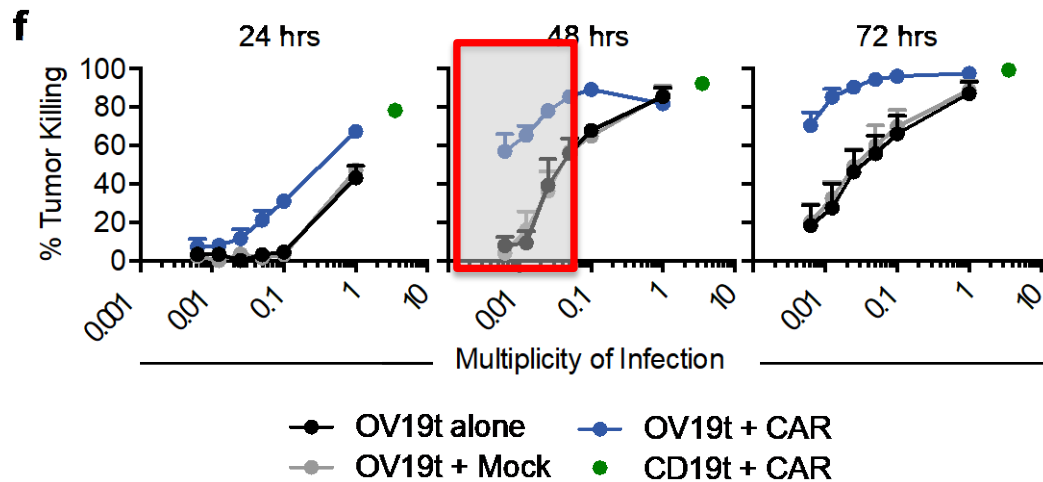 f
24 hrs
48 hrs
72 hrs
% Tumor Killing
100
80
60
40
20
0
0.001
0.01
0.1
1
10
0.01
0.1
1
10
0.01
0.1
1
10
Multiplicity of Infection
OV19t alone
OV19t + CAR
OV19t + Mock
CD19t + CAR